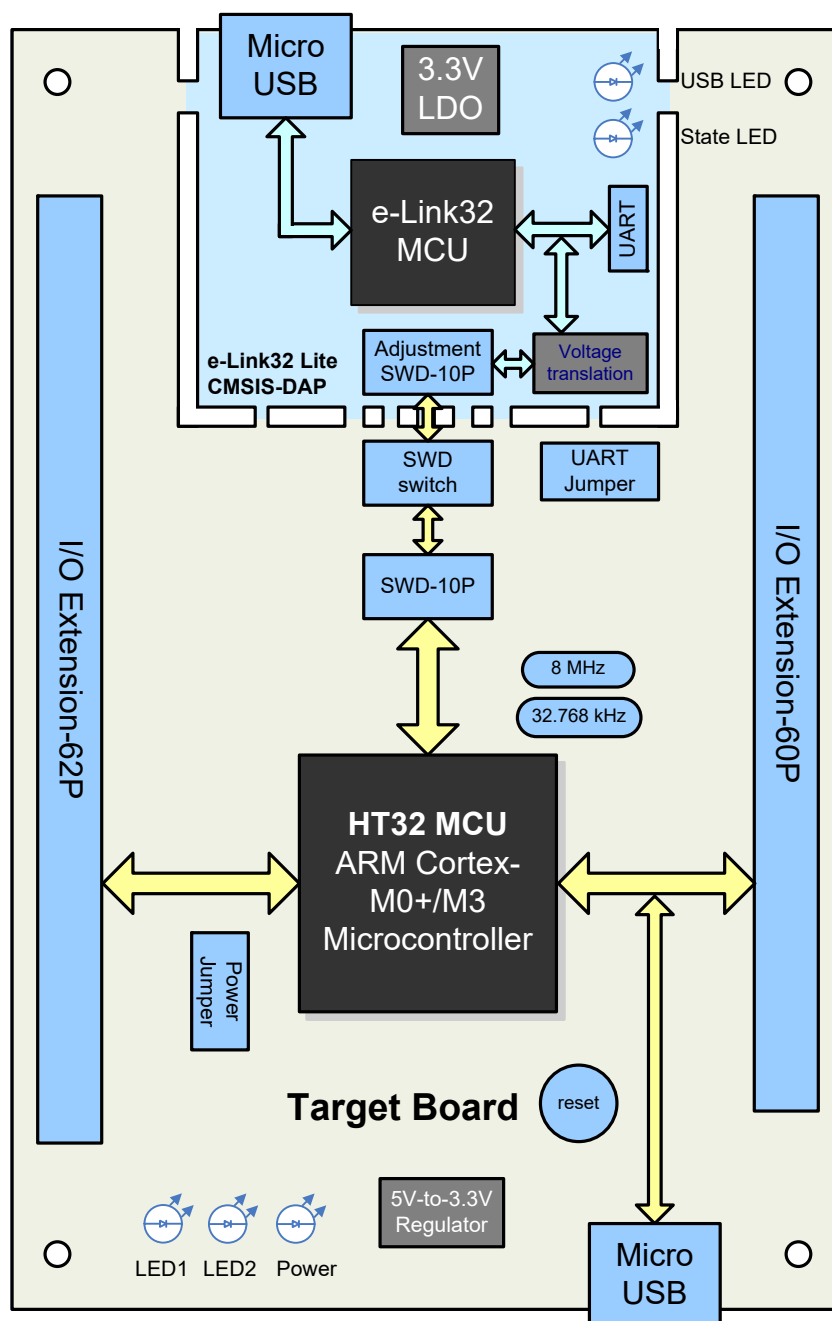 Micro
USB
3.3V
LDO
USB LED
State LED
e-Link32
MCU
UART
Adjustment
SWD-10P
Voltage
translation
e-Link32 Lite
CMSIS-DAP
SWD
switch
UART
Jumper
I/O Extension-62P
I/O Extension-60P
SWD-10P
8 MHz
32.768 kHz
HT32 MCU
ARM Cortex-
M0+/M3
Microcontroller
Power
Jumper
Target Board
reset
5V-to-3.3V
Regulator
LED1
LED2
Power
Micro
USB